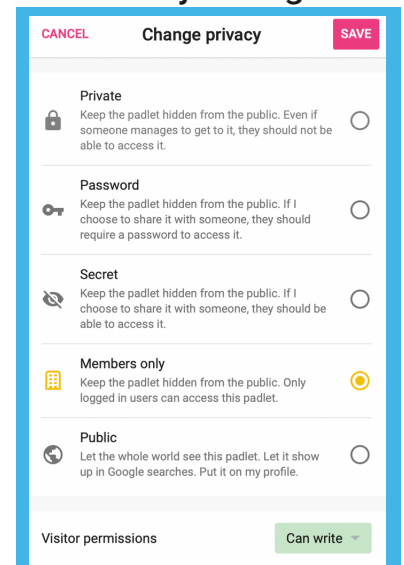 CANCEL Change privacy SAVE
Private
Keep the padlet hidden from the public. Even if
someone manages to get to it, they should not be
able to access it.
Password
Keep the padlet hidden from the public. If I
choose to share it with someone, they should
require a password to access it.
Secret
Keep the padlet hidden from the public. If I
choose to share it with someone, they should be
able to access it.
Members only
Keep the padlet hidden from the public. Only
logged in users can access this padlet.
Public
Let the whole world see this padlet. Let it show
up in Google searches. Put it on my profile.
Visitor permissions Can write